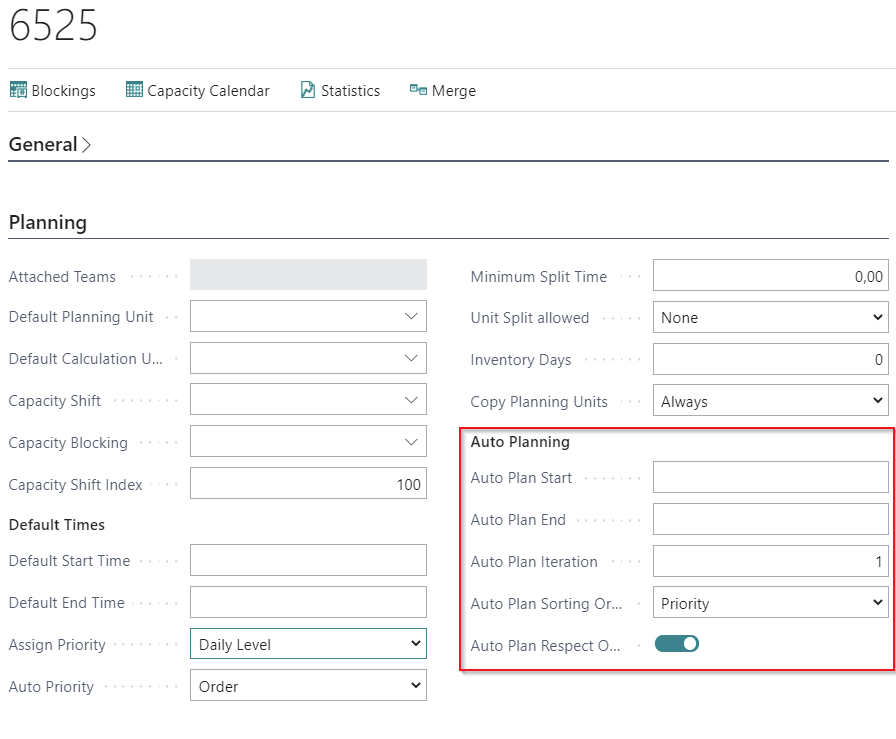 6525
Blockings
Capacity Calendar
Statistics
Merge
General
Planning
Attached Teams
Default Planning Unit
Default Calculation U...
Capacity Shift
Capacity Blocking
Capacity Shift Index 100
Default Times
Default Start Time
Default End Time
Assign Priority Daily Level
Auto Priority Order
Minimum Split Time 0,00
Unit Split allowed None
Inventory Days 0
Copy Planning Units Always
Auto Planning
Auto Plan Start
Auto Plan End
Auto Plan Iteration 1
Auto Plan Sorting Or... Priority
Auto Plan Respect O...